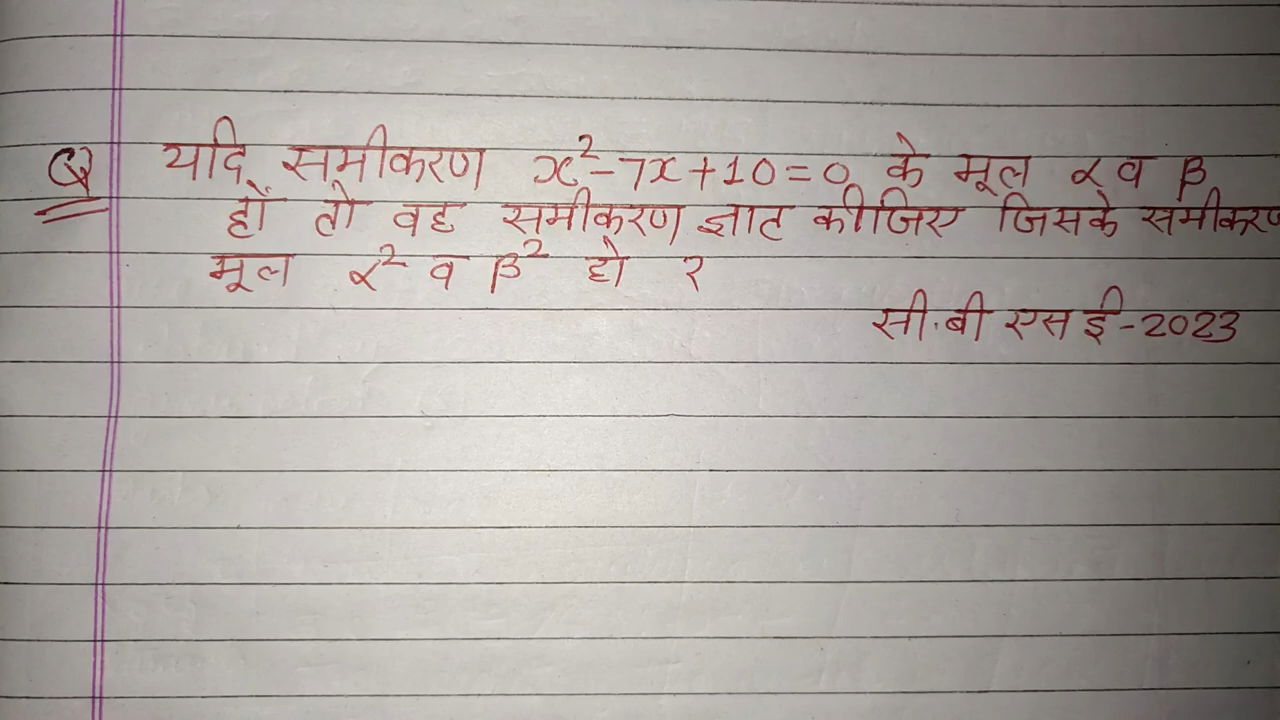 Q यदि समीकरण x²-7x+10=0 के मूल α व β
हों तो वह समीकरण ज्ञात कीजिए जिसके समीकरण
मूल α² व β² हो ?
सी.बी एस ई-2023